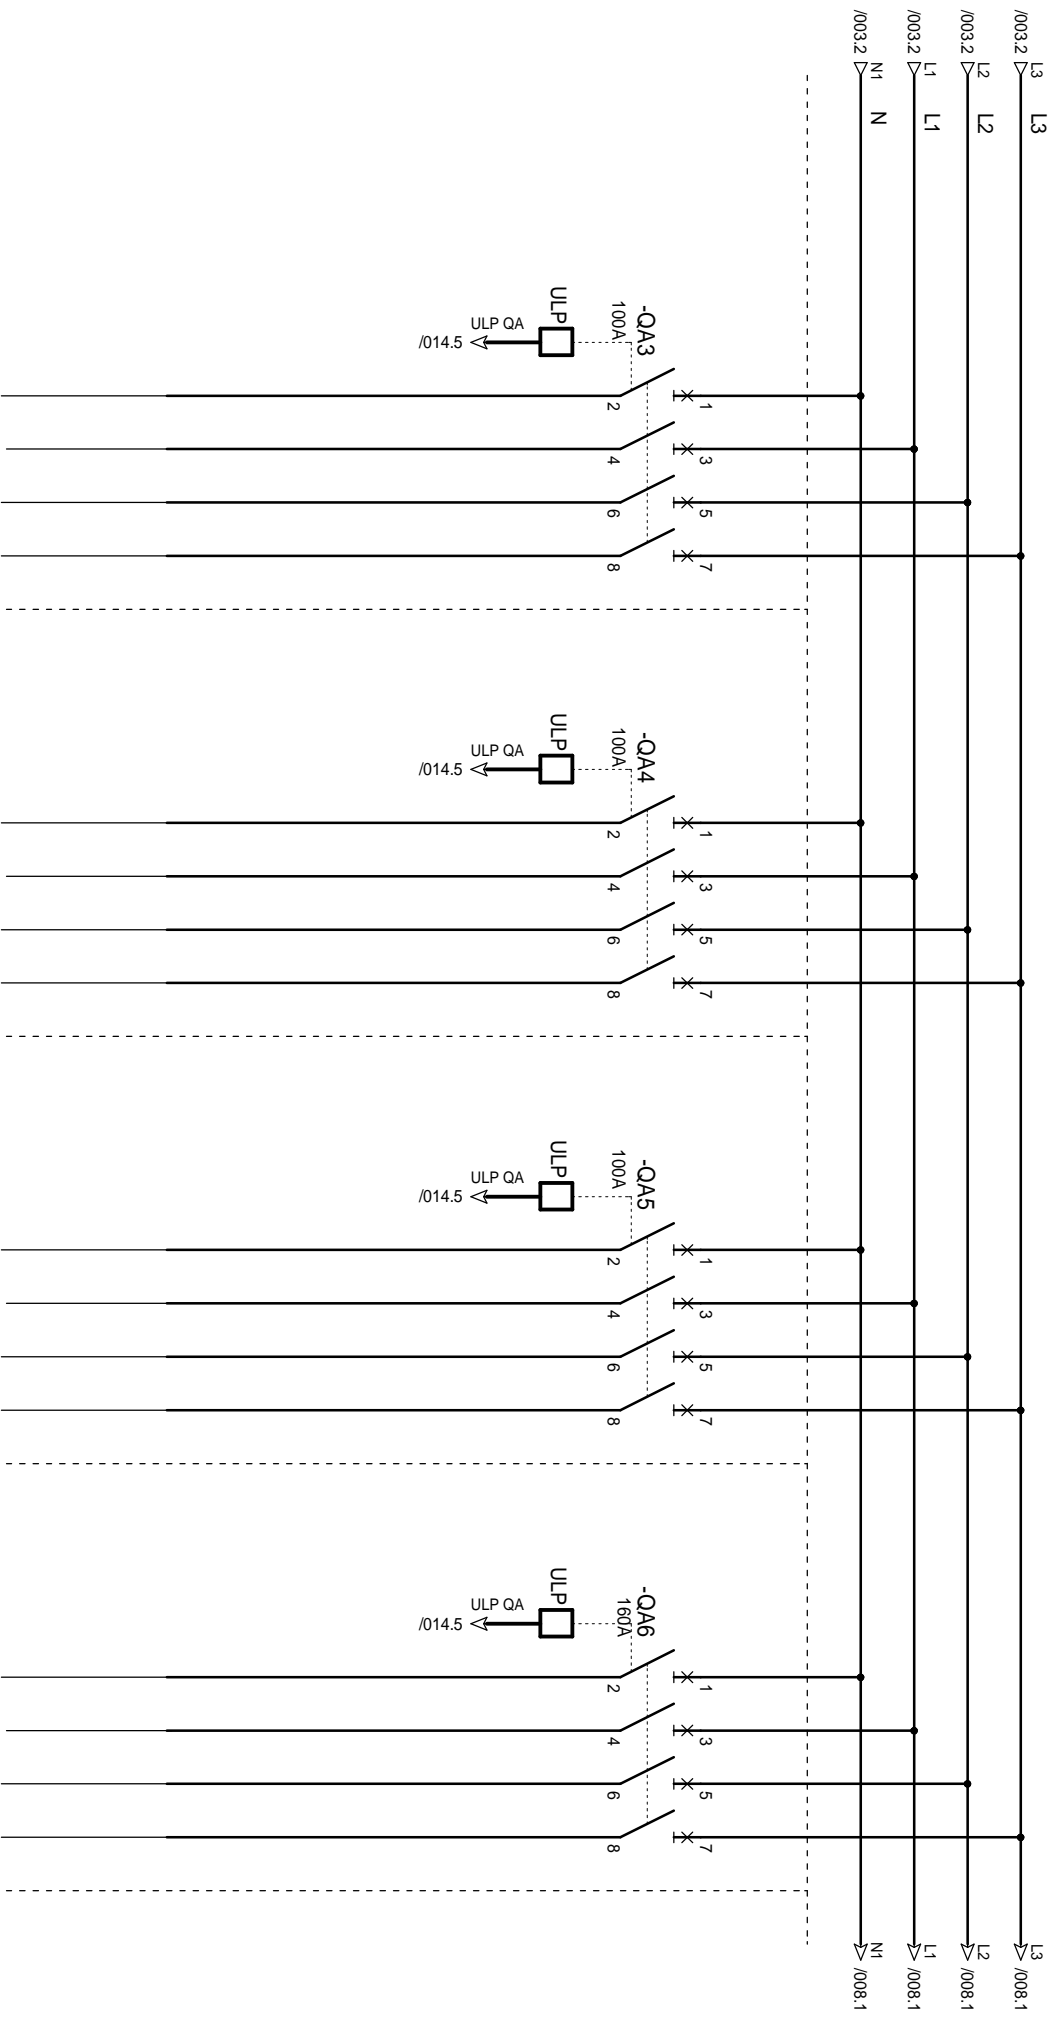 /003.2 L3
L3
/003.2 L2
L2
/003.2 L1
L1
/003.2 N1
N
L3 /008.1
L2 /008.1
L1 /008.1
N1 /008.1
-QA3
100A
ULP
ULP QA
/014.5
1 3 5 7
2 4 6 8
-QA4
100A
ULP
ULP QA
/014.5
1 3 5 7
2 4 6 8
-QA5
100A
ULP
ULP QA
/014.5
1 3 5 7
2 4 6 8
-QA6
160A
ULP
ULP QA
/014.5
1 3 5 7
2 4 6 8